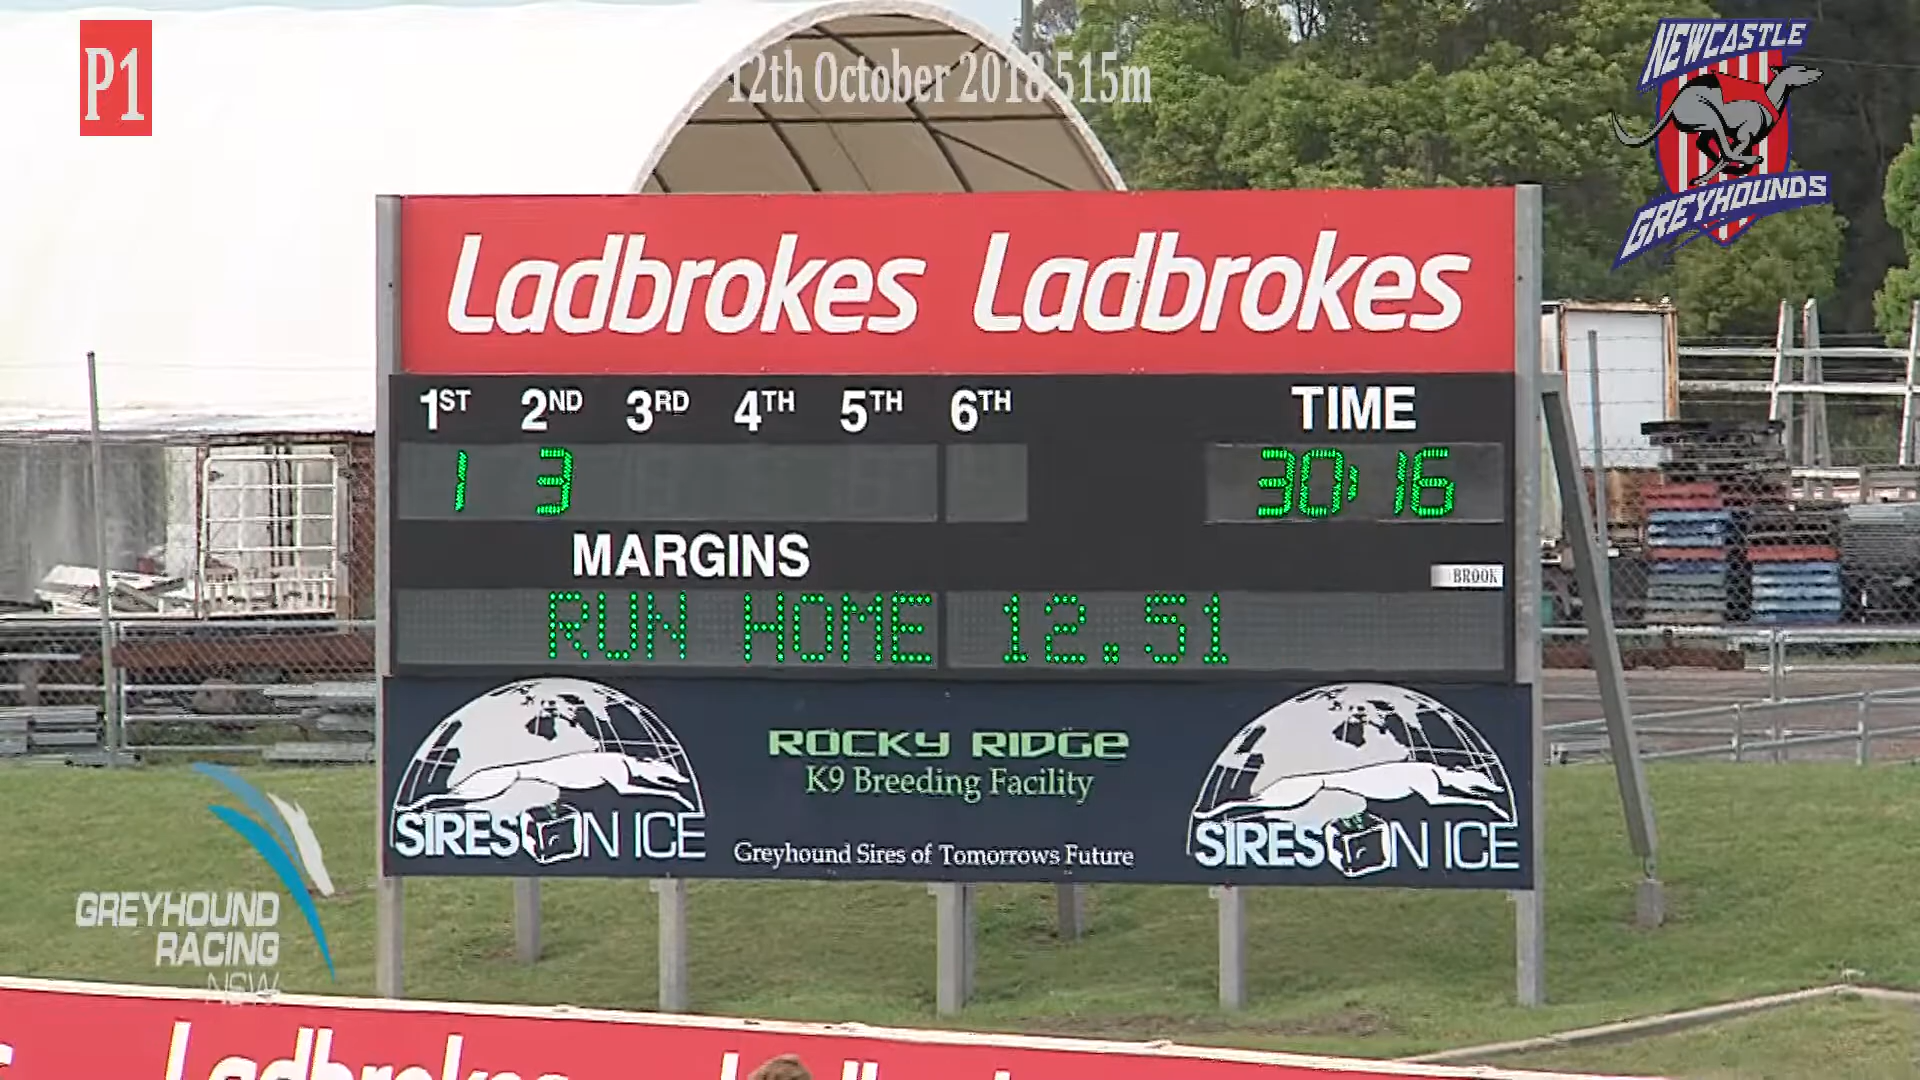 P1
12th October 2018 515m
NEWCASTLE
GREYHOUNDS
Ladbrokes Ladbrokes
1ST 2ND 3RD 4TH 5TH 6TH TIME
1 3 30:16
MARGINS
BROOK
RUN HOME 12.51
ROCKY RIDGE
K9 Breeding Facility
Greyhound Sires of Tomorrows Future
SIRES ON ICE
SIRES ON ICE
GREYHOUND
RACING
NSW
Ladbrokes